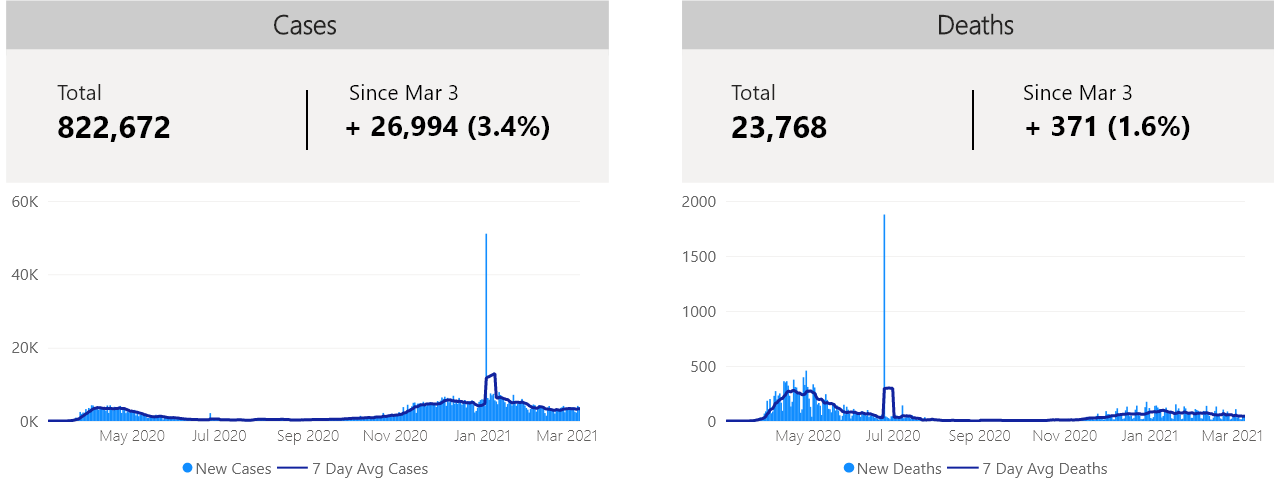 Cases
Total
822,672
Since Mar 3
+ 26,994 (3.4%)
60K
40K
20K
0K
May 2020 Jul 2020 Sep 2020 Nov 2020 Jan 2021 Mar 2021
New Cases 7 Day Avg Cases
Deaths
Total
23,768
Since Mar 3
+ 371 (1.6%)
2000
1500
1000
500
0
May 2020 Jul 2020 Sep 2020 Nov 2020 Jan 2021 Mar 2021
New Deaths 7 Day Avg Deaths